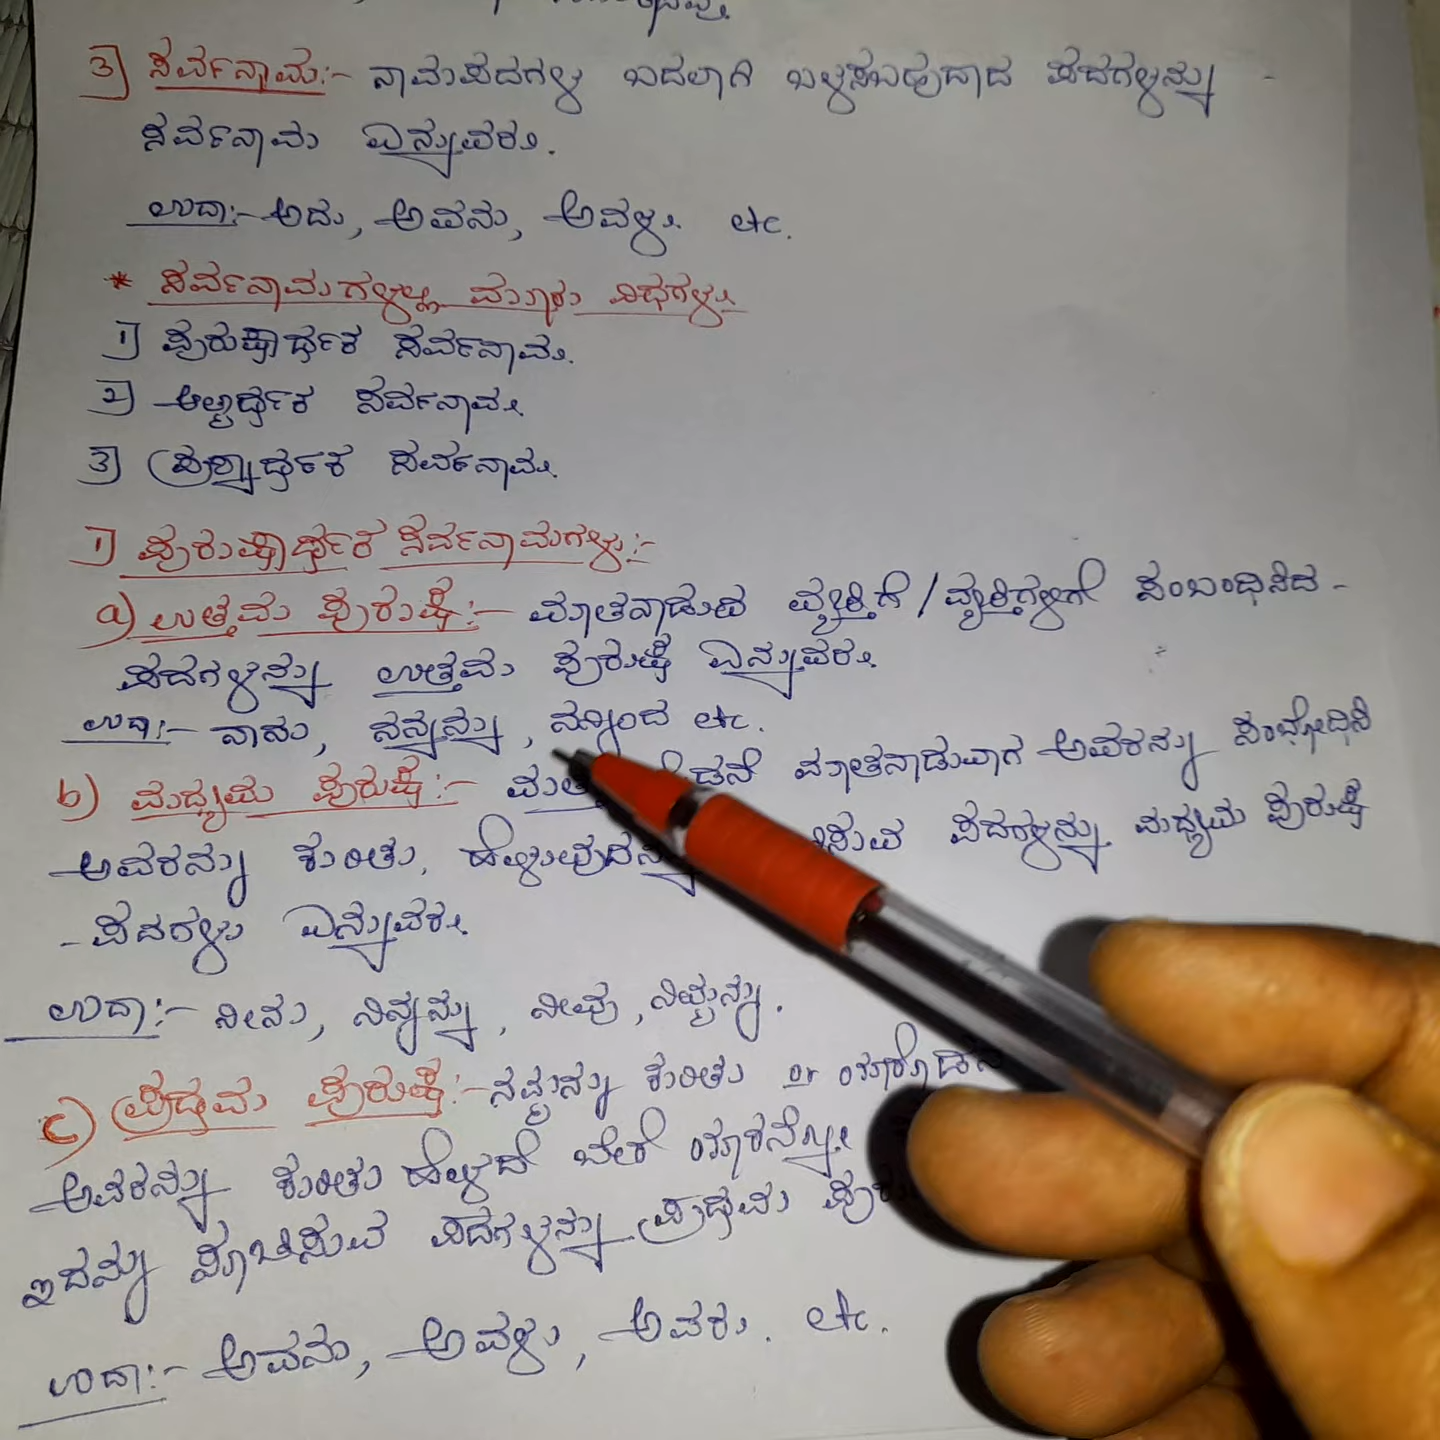 3) ಸರ್ವನಾಮ:- ನಾಮಪದಗಳ ಬದಲಾಗಿ ಬಳಸಬಹುದಾದ ಪದಗಳನ್ನು -
ಸರ್ವನಾಮ ಎನ್ನುವರು.
ಉದಾ:- ಅದು, ಅವನು, ಅವಳು etc.
* ಸರ್ವನಾಮಗಳಲ್ಲಿ ಮೂರು ವಿಧಗಳು
1) ಪುರುಷಾರ್ಥಕ ಸರ್ವನಾಮ.
2) ಆತ್ಮಾರ್ಥಕ ಸರ್ವನಾಮ
3) ಪ್ರಶ್ನಾರ್ಥಕ ಸರ್ವನಾಮ
1) ಪುರುಷಾರ್ಥಕ ಸರ್ವನಾಮಗಳು:-
a) ಉತ್ತಮ ಪುರುಷ:- ಮಾತನಾಡುವ ವ್ಯಕ್ತಿಗೆ / ವ್ಯಕ್ತಿಗಳಿಗೆ ಸಂಬಂಧಿಸಿದ -
ಪದಗಳನ್ನು ಉತ್ತಮ ಪುರುಷ ಎನ್ನುವರು
ಉದಾ:- ನಾನು, ನನ್ನನ್ನು, ನನ್ನಿಂದ etc.
b) ಮಧ್ಯಮ ಪುರುಷ:- ಮಾತನಾಡುವಾಗ ಅವರನ್ನು ಸಂಬೋಧಿಸಿ
ಅವರನ್ನು ಕುರಿತು, ಹೇಳುವುದನ್ನು ಪದಗಳನ್ನು ಮಧ್ಯಮ ಪುರುಷ
- ಪದಗಳು ಎನ್ನುವರು
ಉದಾ:- ನೀನು, ನಿನ್ನನ್ನು, ನೀವು, ನಿಮ್ಮನ್ನು.
c) ಪ್ರಥಮ ಪುರುಷ:- ನಮ್ಮನ್ನು ಕುರಿತು or ಯಾರೊಡನೆ
ಅವರನ್ನು ಕುರಿತು ಹೇಳದೆ ಬೇರೆ ಯಾರನ್ನೋ
ಇದನ್ನು ಸೂಚಿಸುವ ಪದಗಳನ್ನು ಪ್ರಥಮ
ಉದಾ:- ಅವನು, ಅವಳು, ಅವರು. etc.